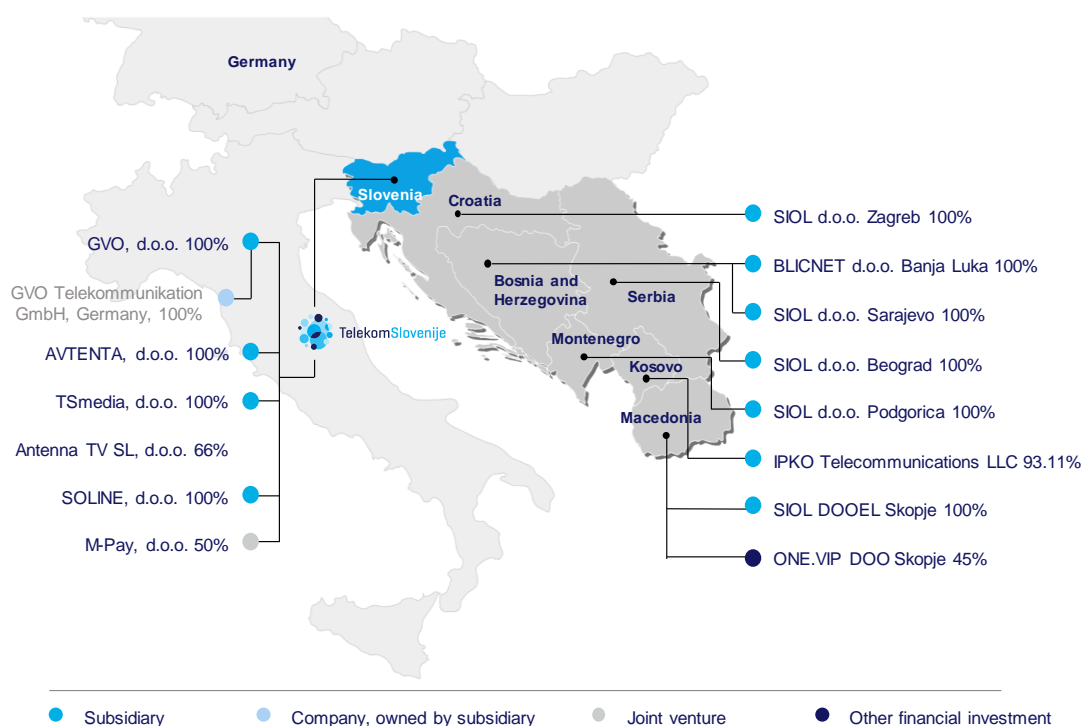 Germany
Slovenia
Croatia
Bosnia and
Herzegovina
Serbia
Montenegro
Kosovo
Macedonia
GVO, d.o.o. 100%
GVO Telekommunikation
GmbH, Germany, 100%
AVTENTA, d.o.o. 100%
TSmedia, d.o.o. 100%
Antenna TV SL, d.o.o. 66%
SOLINE, d.o.o. 100%
M-Pay, d.o.o. 50%
TelekomSlovenije
SIOL d.o.o. Zagreb 100%
BLICNET d.o.o. Banja Luka 100%
SIOL d.o.o. Sarajevo 100%
SIOL d.o.o. Beograd 100%
SIOL d.o.o. Podgorica 100%
IPKO Telecommunications LLC 93.11%
SIOL DOOEL Skopje 100%
ONE.VIP DOO Skopje 45%
Subsidiary
Company, owned by subsidiary
Joint venture
Other financial investment